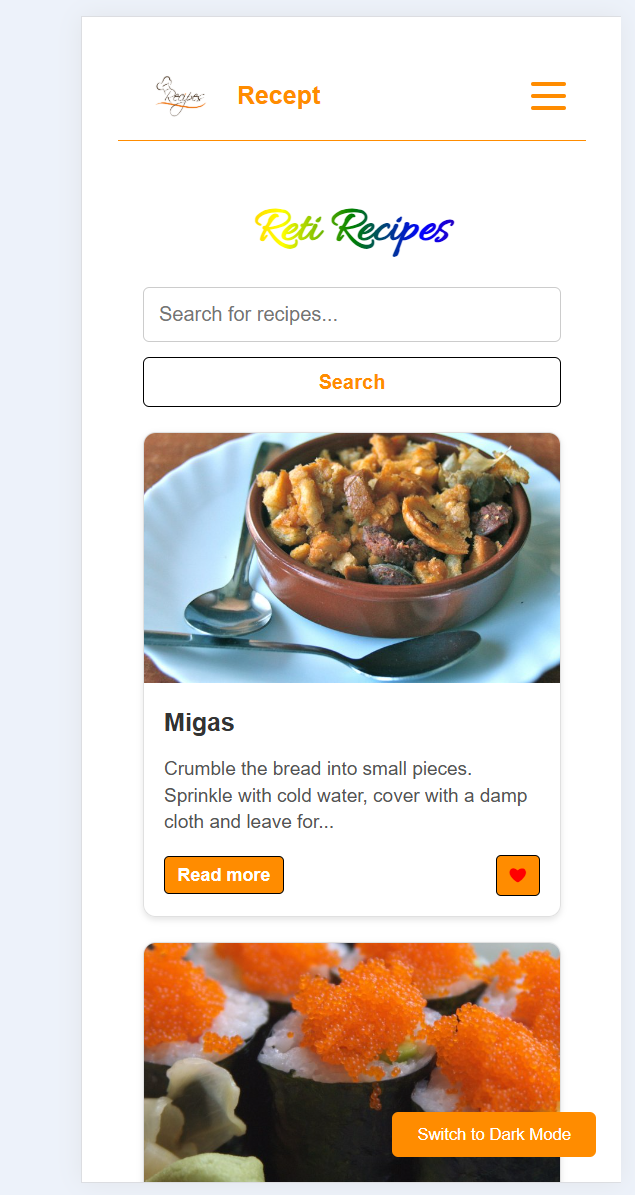 Recipes
Recept
Reti Recipes
Search for recipes...
Search
Migas
Crumble the bread into small pieces.
Sprinkle with cold water, cover with a damp
cloth and leave for...
Read more
Switch to Dark Mode